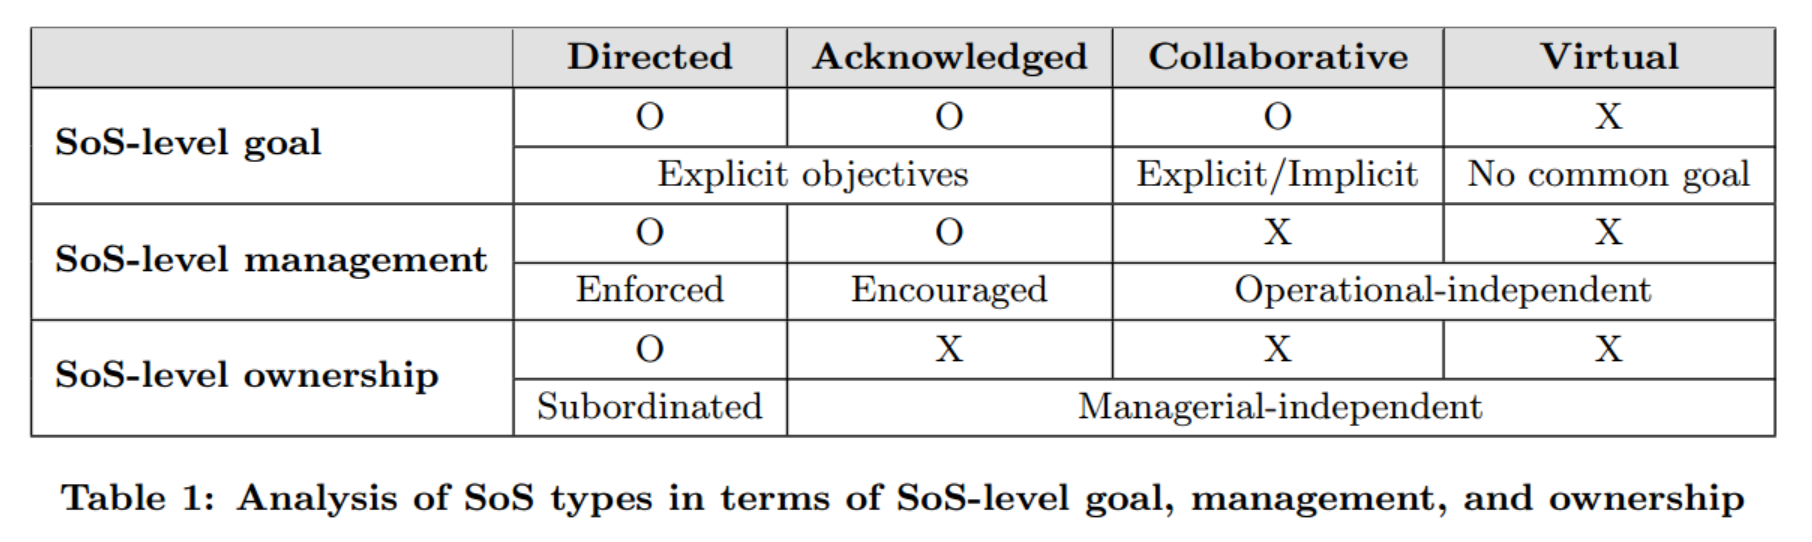 Directed Acknowledged Collaborative Virtual
SoS-level goal
O O O X
Explicit objectives Explicit/Implicit No common goal
SoS-level management
O O X X
Enforced Encouraged Operational-independent
SoS-level ownership
O X X X
Subordinated Managerial-independent
Table 1: Analysis of SoS types in terms of SoS-level goal, management, and ownership